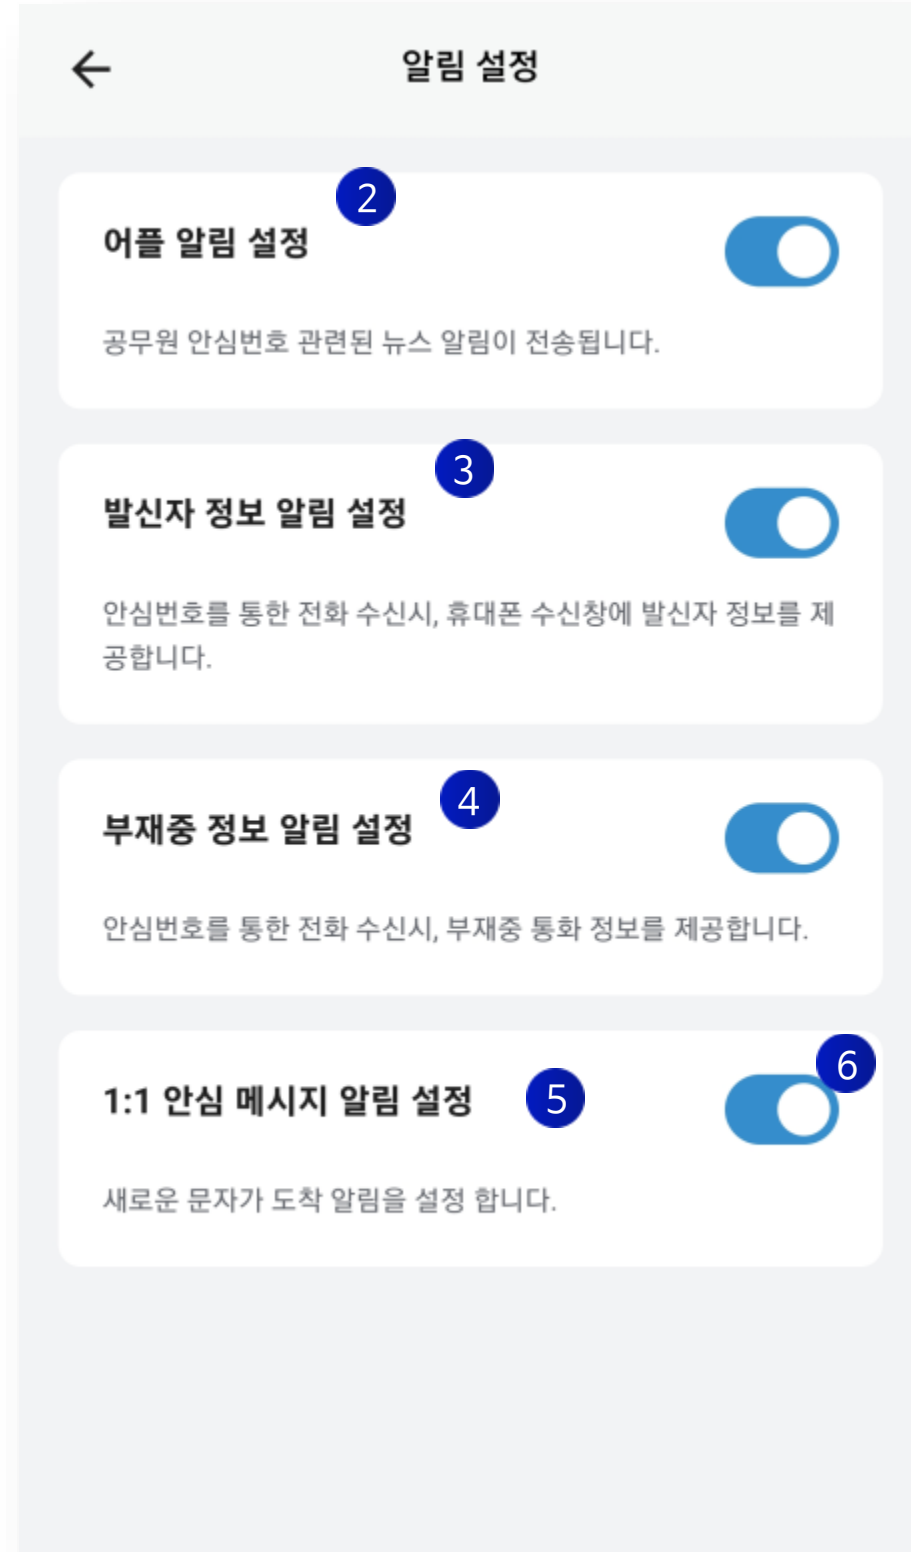 알림 설정
2
어플 알림 설정
공무원 안심번호 관련된 뉴스 알림이 전송됩니다.
3
발신자 정보 알림 설정
안심번호를 통한 전화 수신시, 휴대폰 수신창에 발신자 정보를 제
공합니다.
4
부재중 정보 알림 설정
안심번호를 통한 전화 수신시, 부재중 통화 정보를 제공합니다.
6
1:1 안심 메시지 알림 설정 5
새로운 문자가 도착 알림을 설정 합니다.